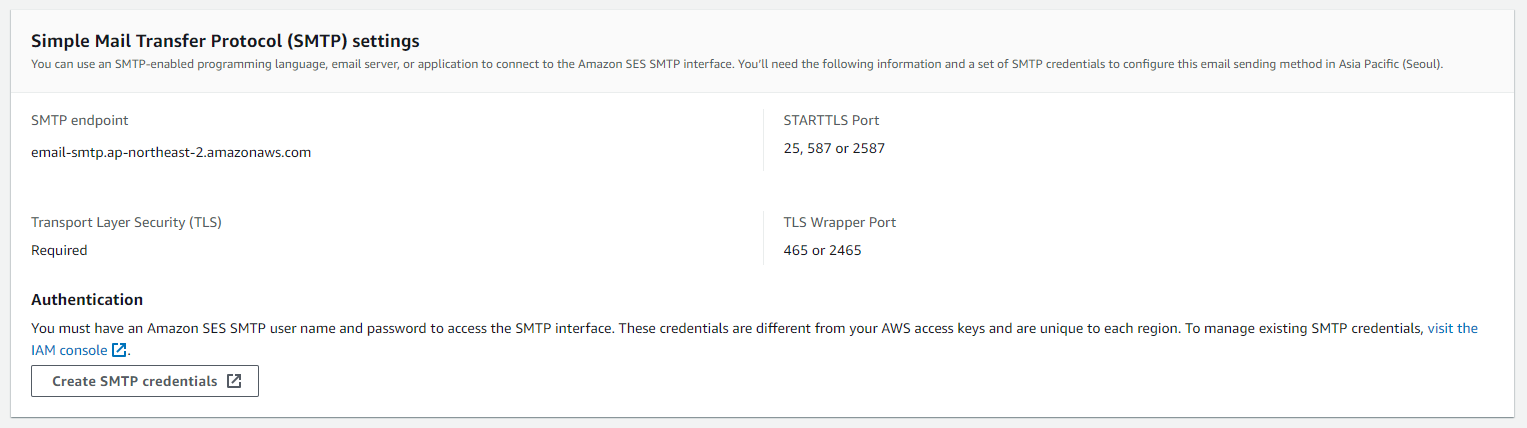 Simple Mail Transfer Protocol (SMTP) settings
You can use an SMTP-enabled programming language, email server, or application to connect to the Amazon SES SMTP interface. You'll need the following information and a set of SMTP credentials to configure this email sending method in Asia Pacific (Seoul).
SMTP endpoint
email-smtp.ap-northeast-2.amazonaws.com
STARTTLS Port
25, 587 or 2587
Transport Layer Security (TLS)
Required
TLS Wrapper Port
465 or 2465
Authentication
You must have an Amazon SES SMTP user name and password to access the SMTP interface. These credentials are different from your AWS access keys and are unique to each region. To manage existing SMTP credentials, visit the
IAM console.
Create SMTP credentials